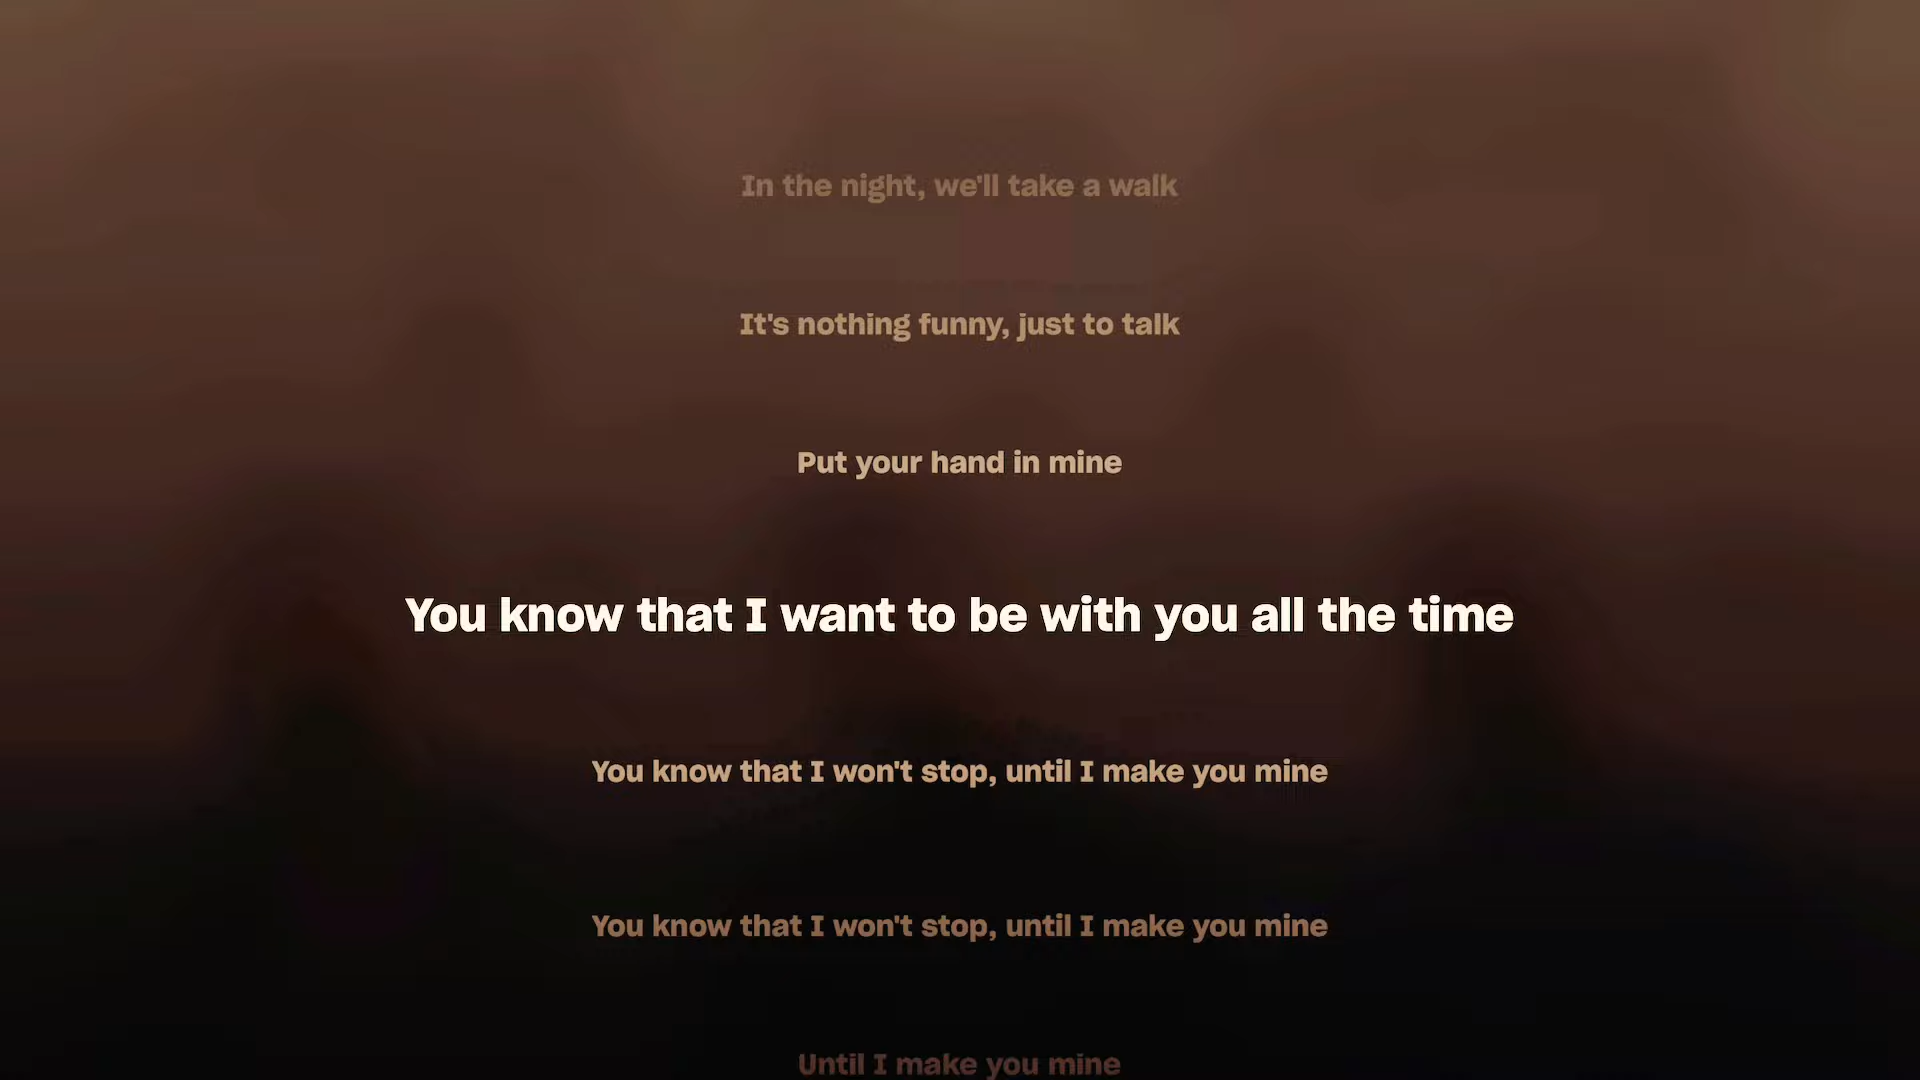 In the night, we'll take a walk
It's nothing funny, just to talk
Put your hand in mine
You know that I want to be with you all the time
You know that I won't stop, until I make you mine
You know that I won't stop, until I make you mine
Until I make you mine